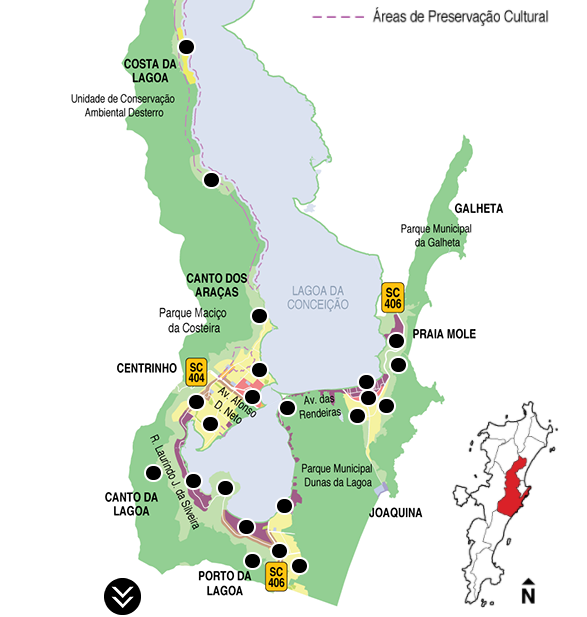 Áreas de Preservação Cultural
COSTA DA
LAGOA
Unidade de Conservação
Ambiental Desterro
GALHETA
Parque Municipal
da Galheta
CANTO DOS
ARAÇAS
LAGOA DA
CONCEIÇÃO
SC
406
Parque Maciço
da Costeira
PRAIA MOLE
CENTRINHO
SC
404
Av. Afonso
D. Neto
Av. das
Rendeiras
R. Laurindo J. da Silveira
Parque Municipal
Dunas da Lagoa
CANTO DA
LAGOA
JOAQUINA
PORTO DA
LAGOA
SC
406
N